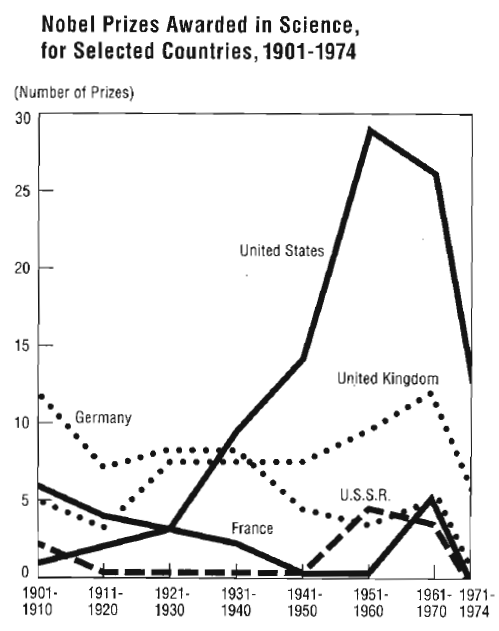 Nobel Prizes Awarded in Science,
for Selected Countries, 1901-1974
(Number of Prizes)
30
25
20
15
10
5
0
United States
United Kingdom
Germany
U.S.S.R.
France
1901- 1911- 1921- 1931- 1941- 1951- 1961- 1971-
1910 1920 1930 1940 1950 1960 1970 1974